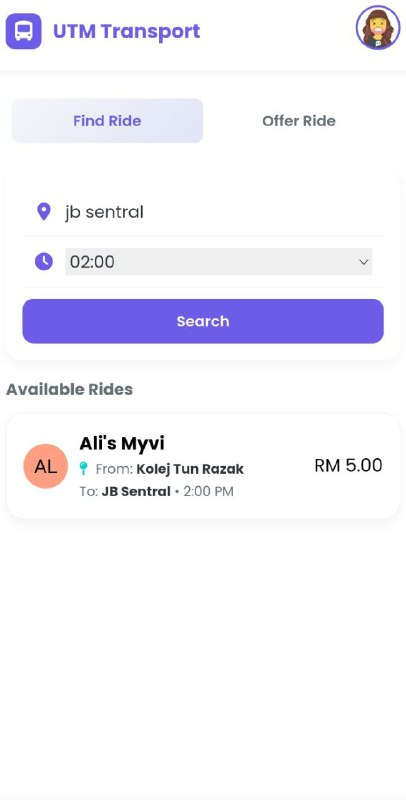 UTM Transport
Find Ride
Offer Ride
jb sentral
02:00
Search
Available Rides
AL
Ali's Myvi
From: Kolej Tun Razak
To: JB Sentral • 2:00 PM
RM 5.00